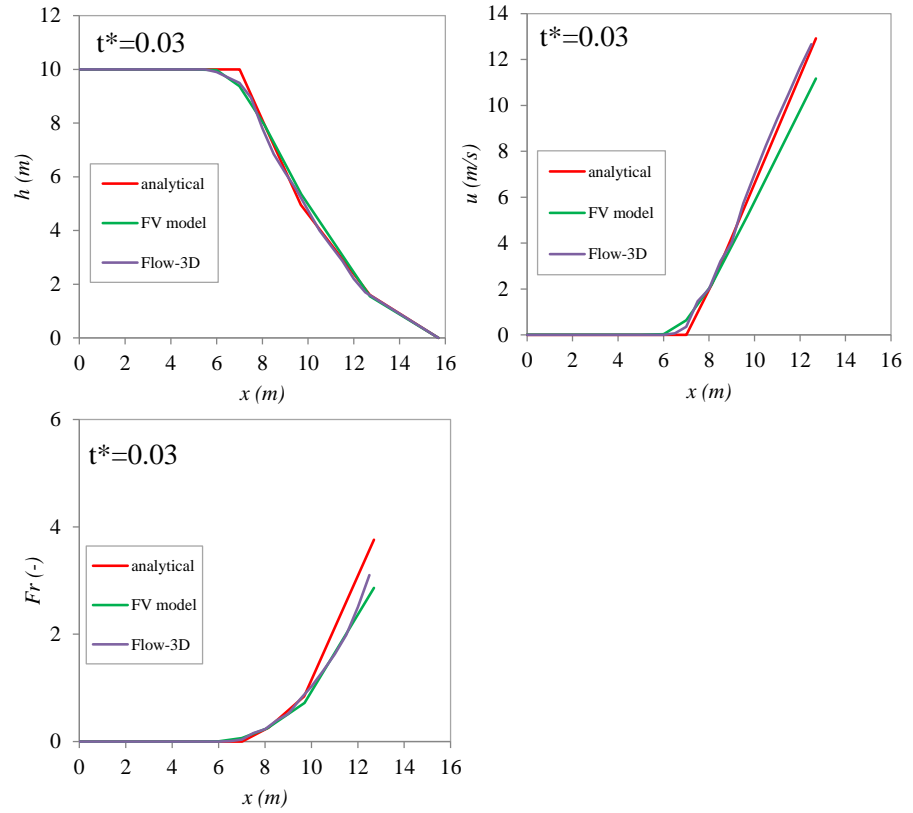 t*=0.03
12
10
8
6
4
2
0
h (m)
analytical
FV model
Flow-3D
0 2 4 6 8 10 12 14 16
x (m)
t*=0.03
14
12
10
8
6
4
2
0
u (m/s)
analytical
FV model
Flow-3D
0 2 4 6 8 10 12 14 16
x (m)
t*=0.03
6
4
2
0
Fr (-)
analytical
FV model
Flow-3D
0 2 4 6 8 10 12 14 16
x (m)